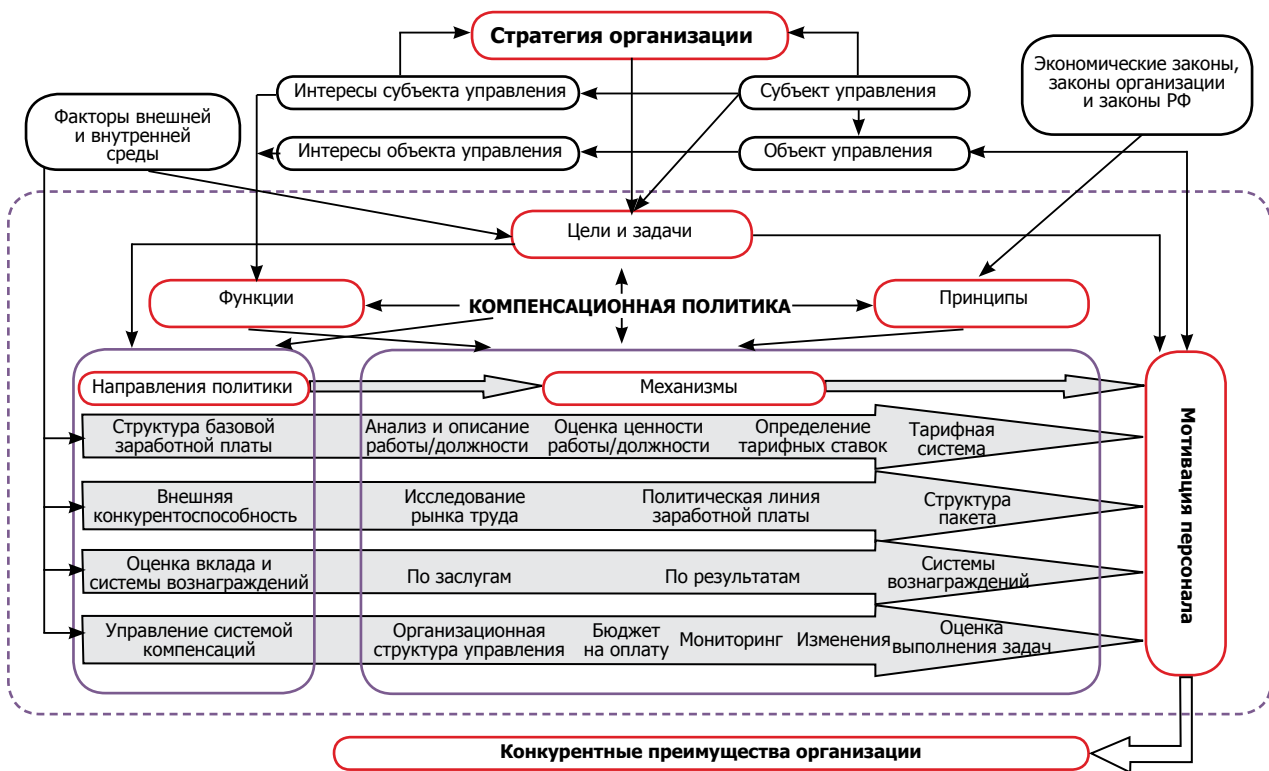 Стратегия организации
Экономические законы,
законы организации
и законы РФ
Интересы субъекта управления
Субъект управления
Факторы внешней
и внутренней
среды
Интересы объекта управления
Объект управления
Цели и задачи
Функции
КОМПЕНСАЦИОННАЯ ПОЛИТИКА
Принципы
Направления политики
Механизмы
Структура базовой
заработной платы
Анализ и описание
работы/должности
Оценка ценности
работы/должности
Определение
тарифных ставок
Тарифная
система
Внешняя
конкурентоспособность
Исследование
рынка труда
Политическая линия
заработной платы
Структура
пакета
Оценка вклада и
системы вознаграждений
По заслугам
По результатам
Системы
вознаграждений
Управление системой
компенсаций
Организационная
структура управления
Бюджет
на оплату
Мониторинг
Изменения
Оценка
выполнения задач
Мотивация персонала
Конкурентные преимущества организации